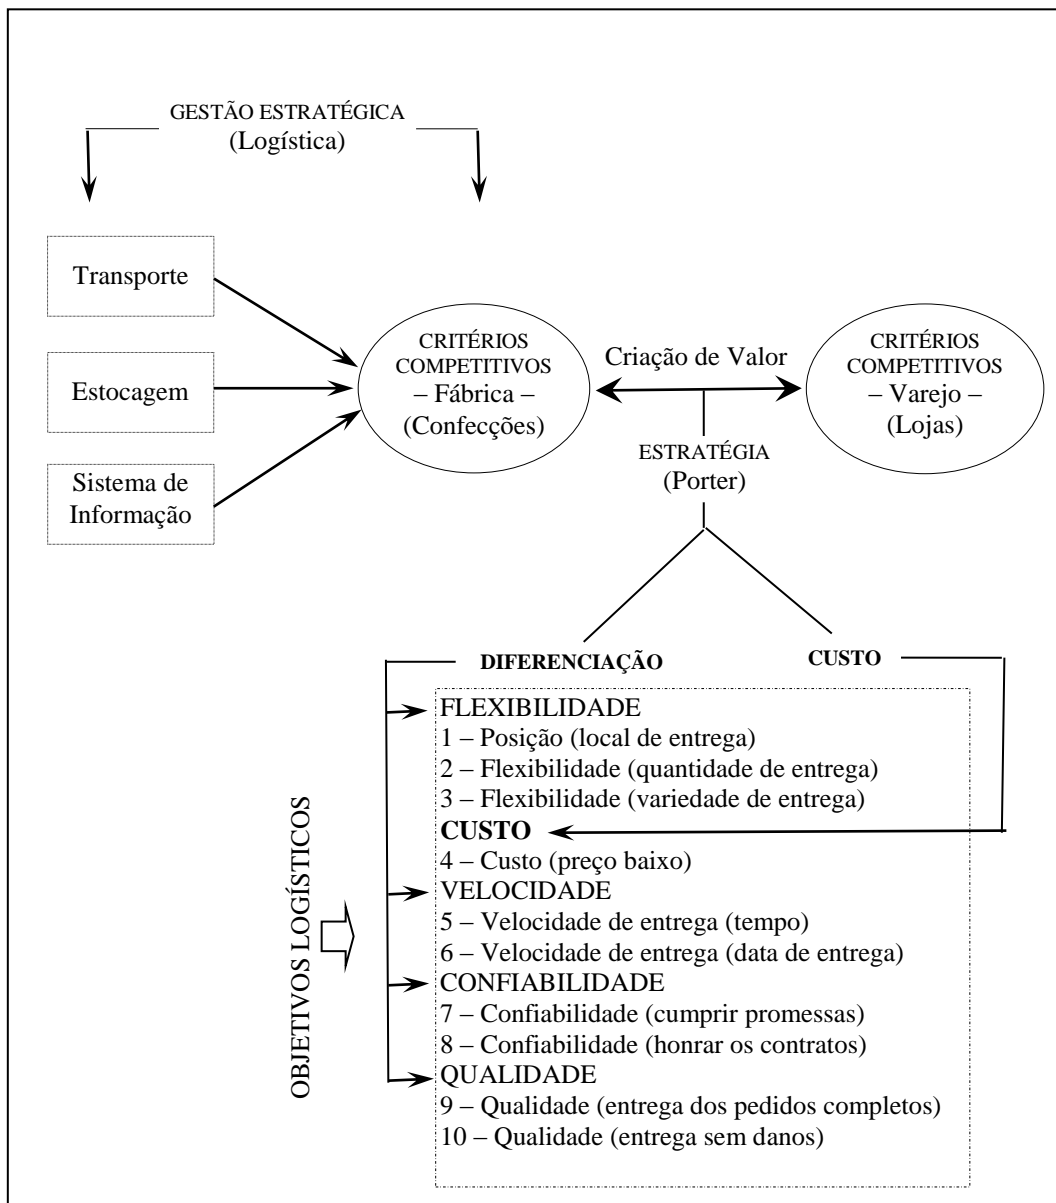 GESTÃO ESTRATÉGICA
(Logística)
Transporte
Estocagem
Sistema de
Informação
CRITÉRIOS
COMPETITIVOS
– Fábrica –
(Confecções)
Criação de Valor
CRITÉRIOS
COMPETITIVOS
– Varejo –
(Lojas)
ESTRATÉGIA
(Porter)
DIFERENCIAÇÃO
CUSTO
OBJETIVOS LOGÍSTICOS
FLEXIBILIDADE
1 – Posição (local de entrega)
2 – Flexibilidade (quantidade de entrega)
3 – Flexibilidade (variedade de entrega)
CUSTO
4 – Custo (preço baixo)
VELOCIDADE
5 – Velocidade de entrega (tempo)
6 – Velocidade de entrega (data de entrega)
CONFIABILIDADE
7 – Confiabilidade (cumprir promessas)
8 – Confiabilidade (honrar os contratos)
QUALIDADE
9 – Qualidade (entrega dos pedidos completos)
10 – Qualidade (entrega sem danos)